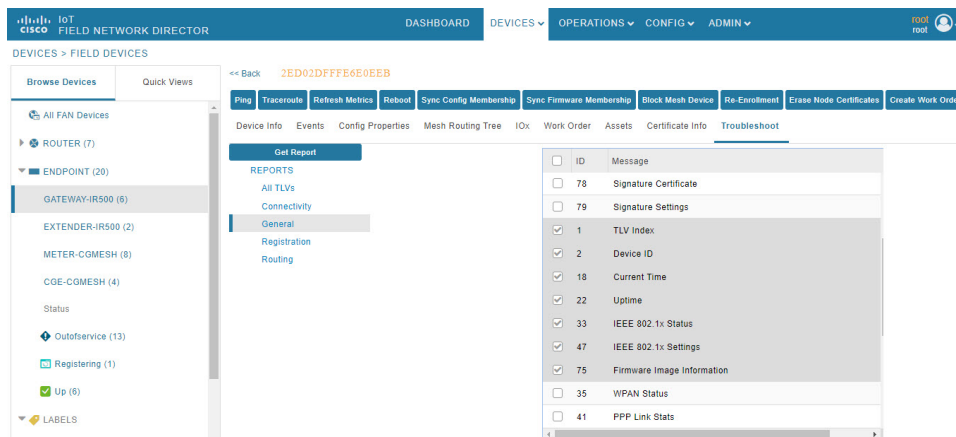 IoT
CISCO FIELD NETWORK DIRECTOR
DASHBOARD DEVICES OPERATIONS CONFIG ADMIN
root
root
DEVICES > FIELD DEVICES
Browse Devices Quick Views
All FAN Devices
ROUTER (7)
ENDPOINT (20)
GATEWAY-IR500 (6)
EXTENDER-IR500 (2)
METER-CGMESH (8)
CGE-CGMESH (4)
Status
Outofservice (13)
Registering (1)
Up (6)
LABELS
<< Back 2ED02DFFFE6E0EEB
Ping Traceroute Refresh Metrics Reboot Sync Config Membership Sync Firmware Membership Block Mesh Device Re-Enrollment Erase Node Certificates Create Work Orde
Device Info Events Config Properties Mesh Routing Tree IOx Work Order Assets Certificate Info Troubleshoot
Get Report
REPORTS
All TLVs
Connectivity
General
Registration
Routing
ID Message
78 Signature Certificate
79 Signature Settings
1 TLV Index
2 Device ID
18 Current Time
22 Uptime
33 IEEE 802.1x Status
47 IEEE 802.1x Settings
75 Firmware Image Information
35 WPAN Status
41 PPP Link Stats